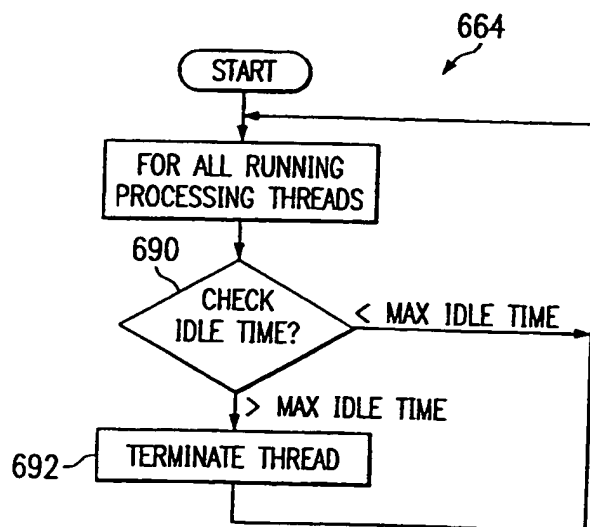 664
START
FOR ALL RUNNING
PROCESSING THREADS
690
CHECK
IDLE TIME?
< MAX IDLE TIME
> MAX IDLE TIME
692
TERMINATE THREAD